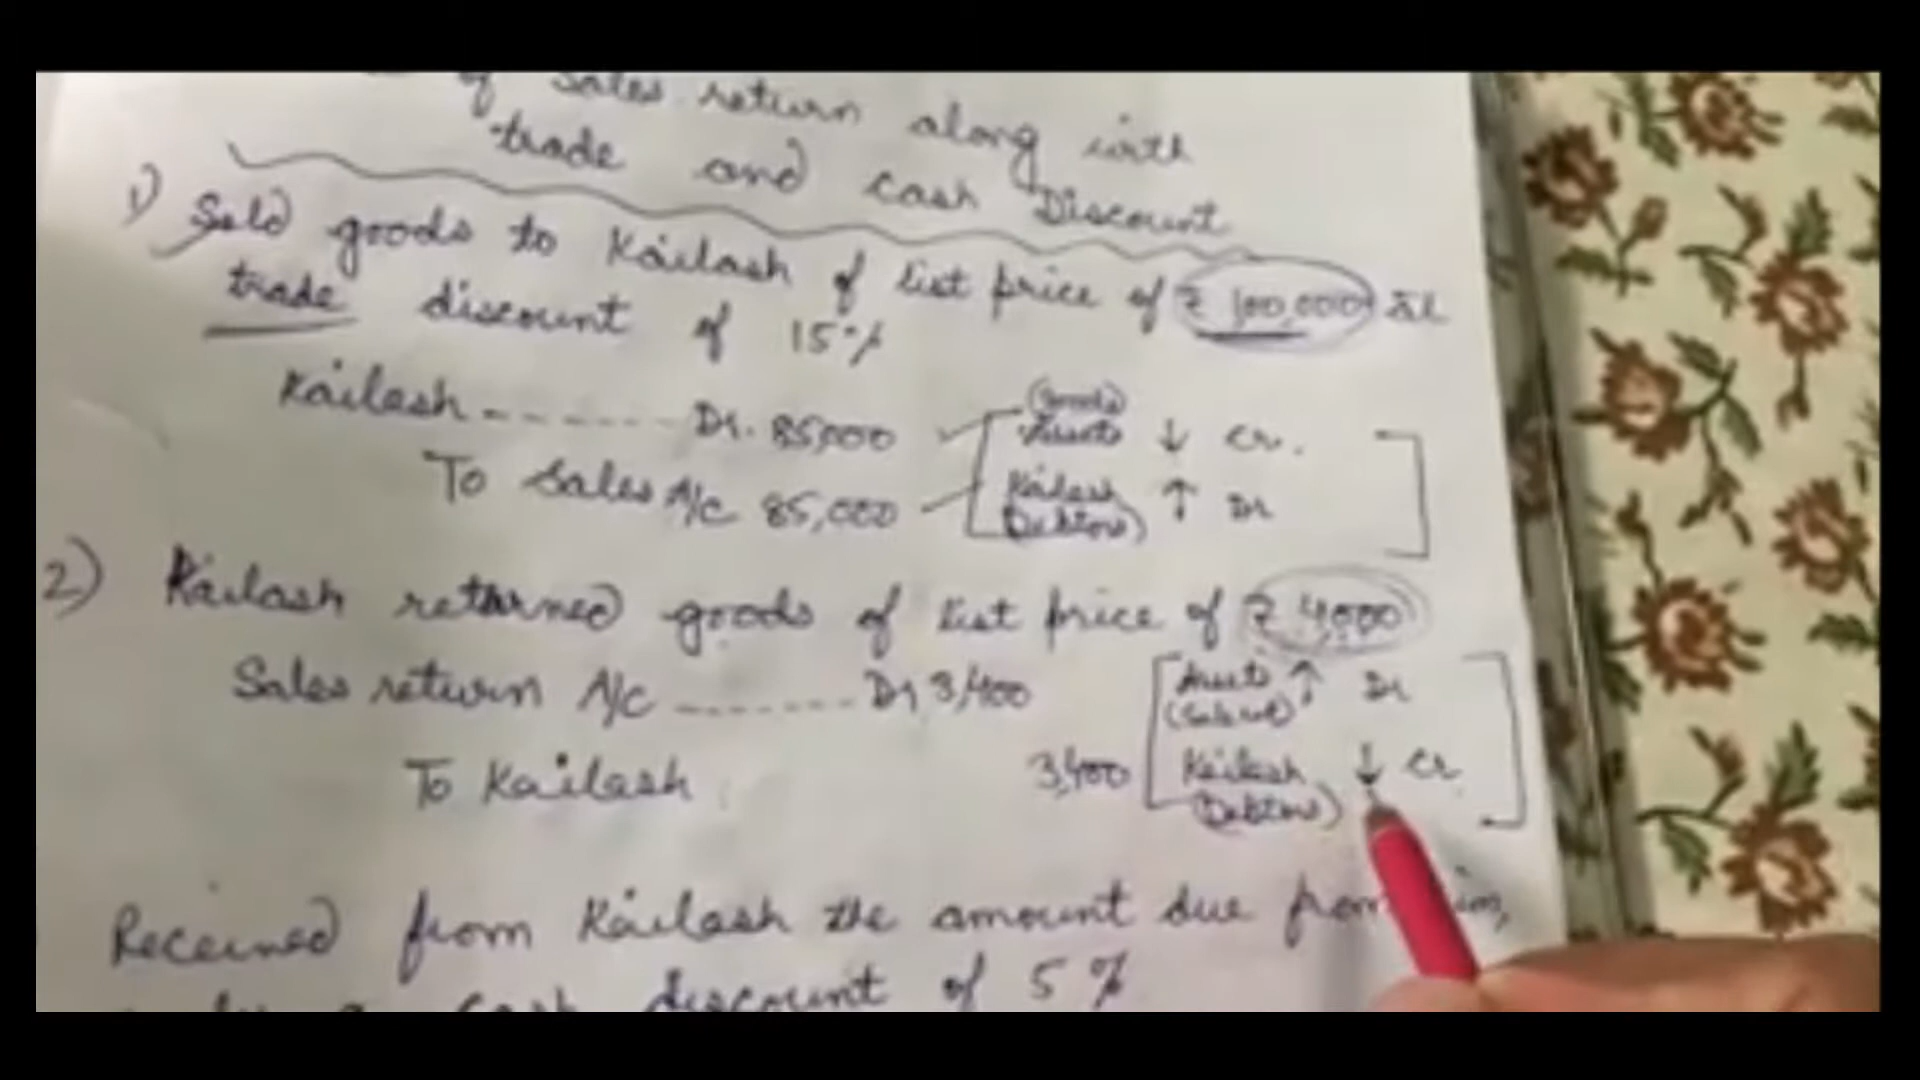 of Sales return along with
trade and cash Discount
1) Sold goods to Kailash of list price of ₹ 100,000 at
trade discount of 15%
Kailash ------- Dr. 85,000
(Goods)
Assets ↓ Cr.
To Sales A/c 85,000
Kailash ↑ Dr
(Debtors)
2) Kailash returned goods of list price of ₹ 4000
Sales return A/c ------- Dr 3,400
Assets ↑ Dr
To Kailash 3,400
Kailash ↓ Cr
(Debtors)
Received from Kailash the amount due from
cash discount of 5%